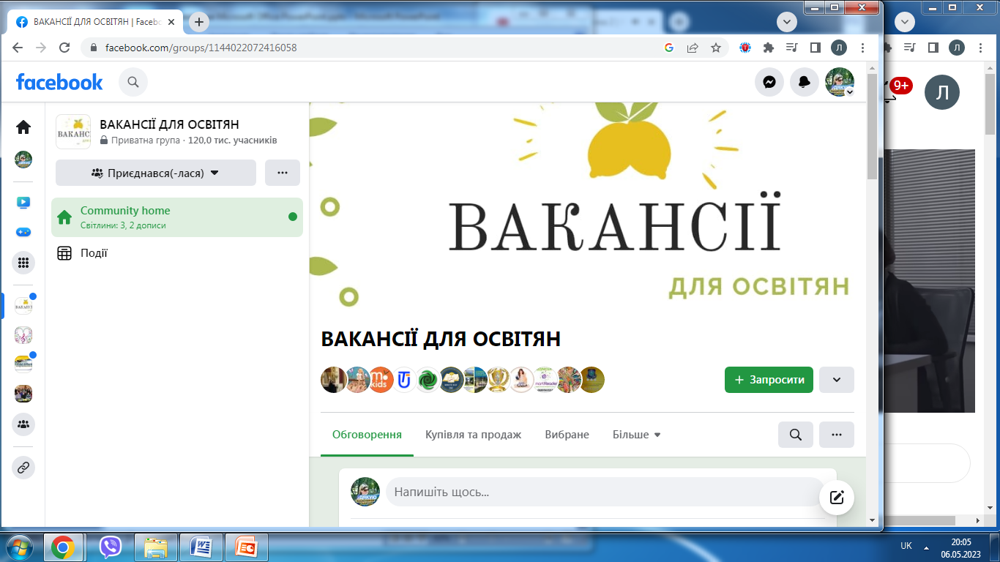 ВАКАНСІЇ ДЛЯ ОСВІТЯН | Faceb
facebook.com/groups/1144022072416058
Л
Л
facebook
9+
Л
ВАКАНСІЇ ДЛЯ ОСВІТЯН
Приватна група · 120,0 тис. учасників
Приєднався(-лася)
Community home
Світлини: 3, 2 дописи
Події
ВАКАНСІЇ
ДЛЯ ОСВІТЯН
ВАКАНСІЇ ДЛЯ ОСВІТЯН
+ Запросити
Обговорення
Купівля та продаж
Вибране
Більше
Напишіть щось...
UK
20:05
06.05.2023